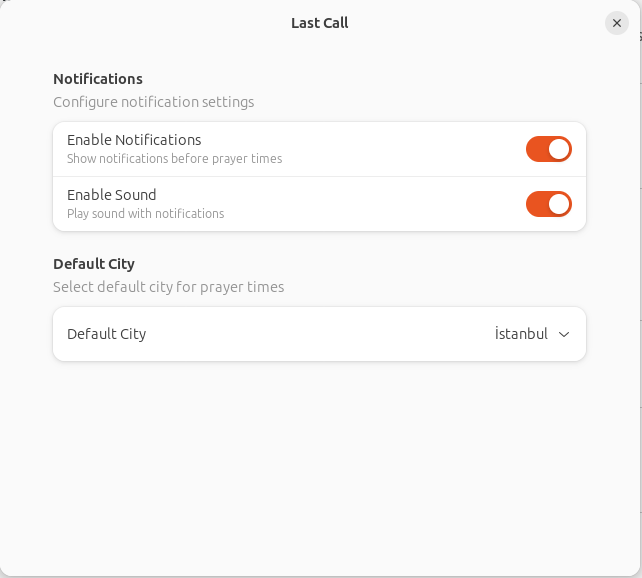 Last Call
Notifications
Configure notification settings
Enable Notifications
Show notifications before prayer times
Enable Sound
Play sound with notifications
Default City
Select default city for prayer times
Default City
İstanbul